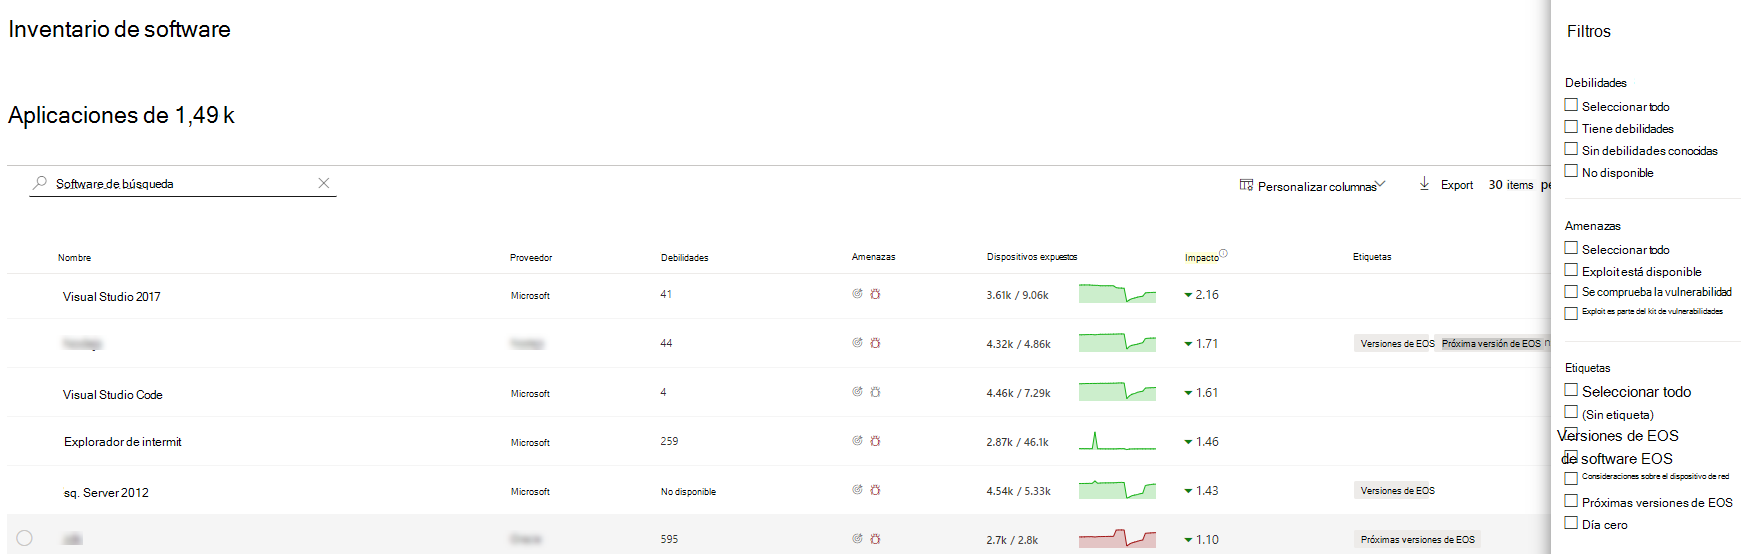 Inventario de software
Aplicaciones de 1,49 k
Software de búsqueda
Personalizar columnas
Export
30 items
Nombre Proveedor Debilidades Amenazas Dispositivos expuestos Impacto Etiquetas
Visual Studio 2017 Microsoft 41 3.61k / 9.06k 2.16
44 4.32k / 4.86k 1.71 Versiones de EOS Próxima versión de EOS
Visual Studio Code Microsoft 4 4.46k / 7.29k 1.61
Explorador de intermit Microsoft 259 2.87k / 46.1k 1.46
sq. Server 2012 Microsoft No disponible 4.54k / 5.33k 1.43 Versiones de EOS
595 2.7k / 2.8k 1.10 Próximas versiones de EOS
Filtros
Debilidades
Seleccionar todo
Tiene debilidades
Sin debilidades conocidas
No disponible
Amenazas
Seleccionar todo
Exploit está disponible
Se comprueba la vulnerabilidad
Exploit es parte del kit de vulnerabilidades
Etiquetas
Seleccionar todo
(Sin etiqueta)
Versiones de EOS
de software EOS
Consideraciones sobre el dispositivo de red
Próximas versiones de EOS
Día cero